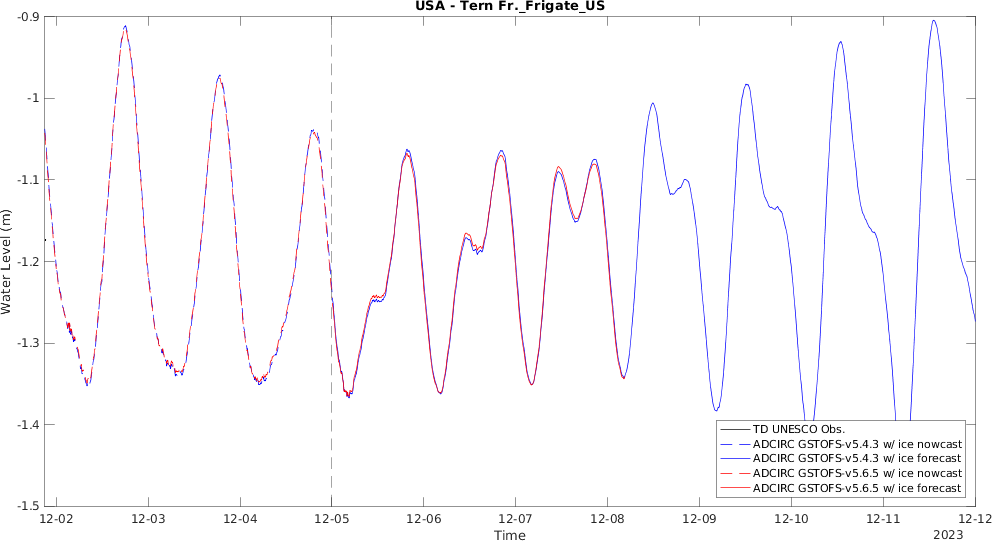 USA - Tern Fr._Frigate_US
Water Level (m)
-0.9
-1
-1.1
-1.2
-1.3
-1.4
-1.5
TD UNESCO Obs.
ADCIRC GSTOFS-v5.4.3 w/ ice nowcast
ADCIRC GSTOFS-v5.4.3 w/ ice forecast
ADCIRC GSTOFS-v5.6.5 w/ ice nowcast
ADCIRC GSTOFS-v5.6.5 w/ ice forecast
12-02 12-03 12-04 12-05 12-06 12-07 12-08 12-09 12-10 12-11 12-12
Time
2023